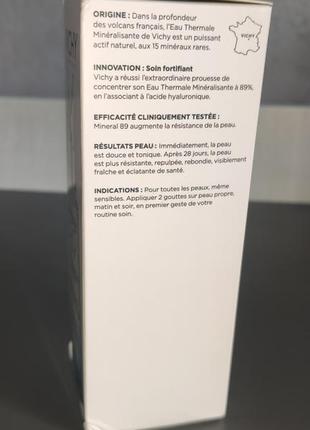 ORIGINE : Dans la profondeur
des volcans français, l'Eau Thermale
Minéralisante de Vichy est un puissant
actif naturel, aux 15 minéraux rares.
VICHY
INNOVATION : Soin fortifiant
Vichy a réussi l'extraordinaire prouesse de
concentrer son Eau Thermale Minéralisante à 89%,
en l'associant à l'acide hyaluronique.
EFFICACITÉ CLINIQUEMENT TESTÉE :
Mineral 89 augmente la résistance de la peau.
RÉSULTATS PEAU : Immédiatement, la peau
est douce et tonique. Après 28 jours, la peau
est plus résistante, repulpée, rebondie, visiblement
fraîche et éclatante de santé.
INDICATIONS : Pour toutes les peaux, même
sensibles. Appliquer 2 gouttes sur peau propre,
matin et soir, en premier geste de votre
routine soin.